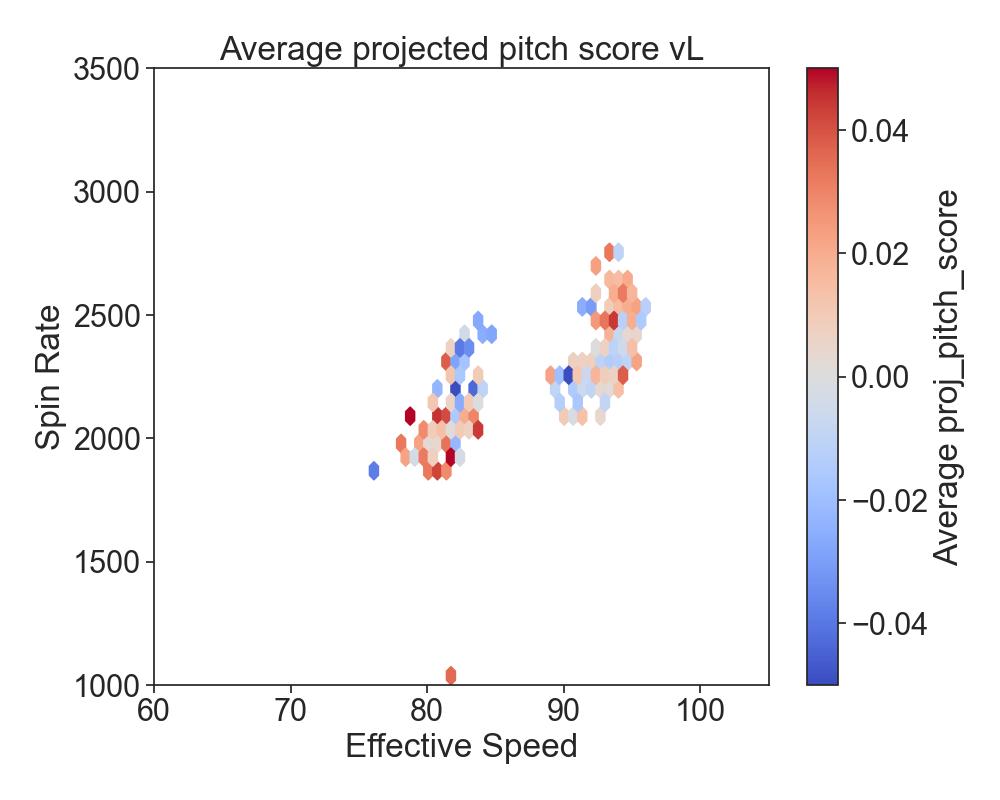 Average projected pitch score vL
3500
3000
2500
2000
1500
1000
Spin Rate
60 70 80 90 100
Effective Speed
0.04
0.02
0.00
−0.02
−0.04
Average proj_pitch_score